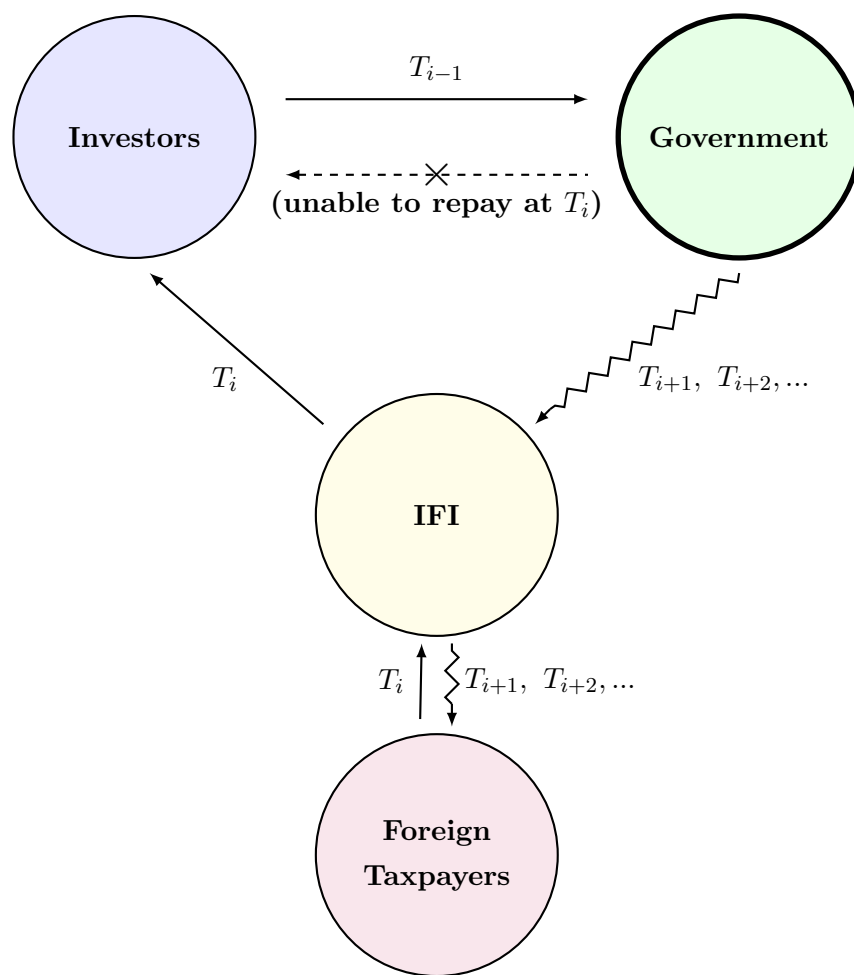 T_{i−1}
Investors
Government
(unable to repay at T_i)
T_i
T_{i+1}, T_{i+2}, ...
IFI
T_i
T_{i+1}, T_{i+2}, ...
Foreign
Taxpayers